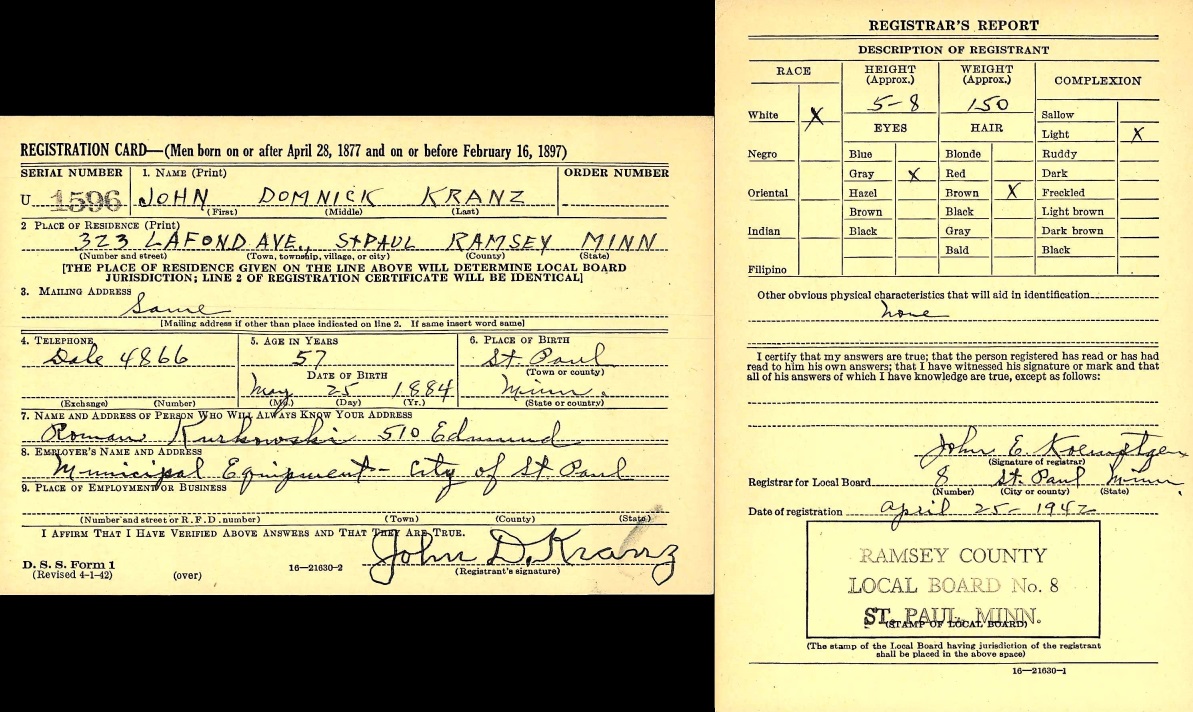 REGISTRATION CARD—(Men born on or after April 28, 1877 and on or before February 16, 1897)
SERIAL NUMBER 1. NAME (Print) ORDER NUMBER
U 1596 JOHN DOMNICK KRANZ
(First) (Middle) (Last)
2 PLACE OF RESIDENCE (Print)
323 LAFOND AVE., St PAUL RAMSEY MINN
(Number and street) (Town, township, village, or city) (County) (State)
[THE PLACE OF RESIDENCE GIVEN ON THE LINE ABOVE WILL DETERMINE LOCAL BOARD
JURISDICTION; LINE 2 OF REGISTRATION CERTIFICATE WILL BE IDENTICAL]
3. MAILING ADDRESS
Same
[Mailing address if other than place indicated on line 2. If same insert word same]
4. TELEPHONE 5. AGE IN YEARS 6. PLACE OF BIRTH
Dale 4866 57 St Paul
(Town or county)
DATE OF BIRTH
May 25 1884 Minn.
(Exchange) (Number) (Mo.) (Day) (Yr.) (State or country)
7. NAME AND ADDRESS OF PERSON WHO WILL ALWAYS KNOW YOUR ADDRESS
Roman Kurkowski 510 Edmund
8. EMPLOYER'S NAME AND ADDRESS
Municipal Equipment - City of St Paul
9. PLACE OF EMPLOYMENT OR BUSINESS
(Number and street or R. F. D. number) (Town) (County) (State)
I AFFIRM THAT I HAVE VERIFIED ABOVE ANSWERS AND THAT THEY ARE TRUE.
John D. Kranz
D. S. S. Form 1
(Revised 4-1-42) (over) 16—21630-2 (Registrant's signature)
REGISTRAR'S REPORT
DESCRIPTION OF REGISTRANT
RACE HEIGHT (Approx.) WEIGHT (Approx.) COMPLEXION
5-8 150
White X Sallow
EYES HAIR Light X
Negro Blue Blonde Ruddy
Gray X Red Dark
Oriental Hazel Brown X Freckled
Brown Black Light brown
Indian Black Gray Dark brown
Bald Black
Filipino
Other obvious physical characteristics that will aid in identification
None
I certify that my answers are true; that the person registered has read or has had
read to him his own answers; that I have witnessed his signature or mark and that
all of his answers of which I have knowledge are true, except as follows:
John E.
(Signature of registrar)
Registrar for Local Board 8 St. Paul Minn.
(Number) (City or county) (State)
Date of registration April 25- 1942
RAMSEY COUNTY
LOCAL BOARD No. 8
ST. PAUL, MINN.
(STAMP OF LOCAL BOARD)
(The stamp of the Local Board having jurisdiction of the registrant
shall be placed in the above space)
16—21630-1